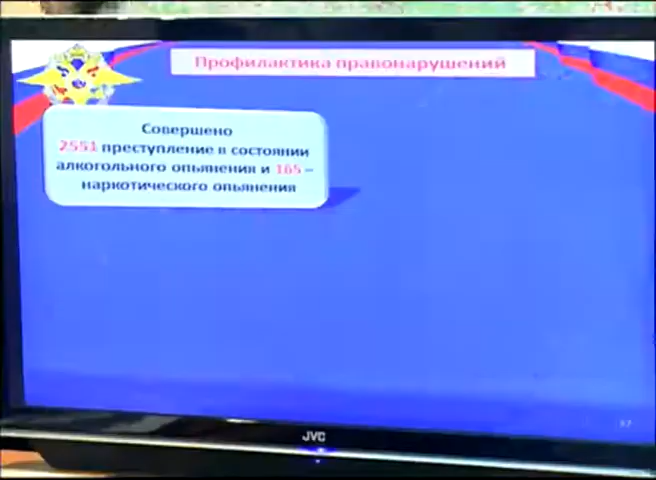 Профилактика правонарушений
Совершено
2551 преступление в состоянии
алкогольного опьянения и 165 –
наркотического опьянения
JVC